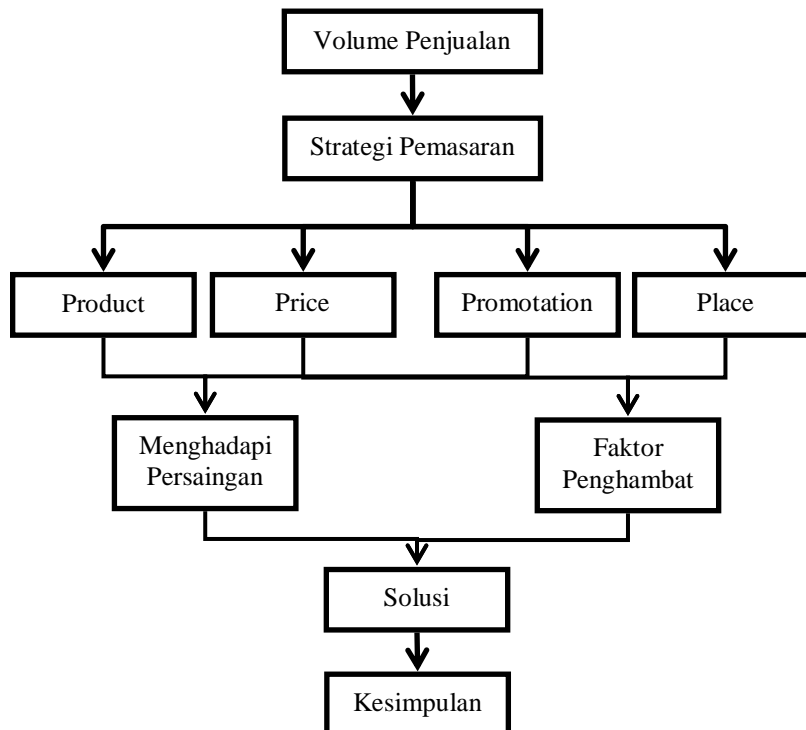 Volume Penjualan
Strategi Pemasaran
Product
Price
Promotation
Place
Menghadapi
Persaingan
Faktor
Penghambat
Solusi
Kesimpulan